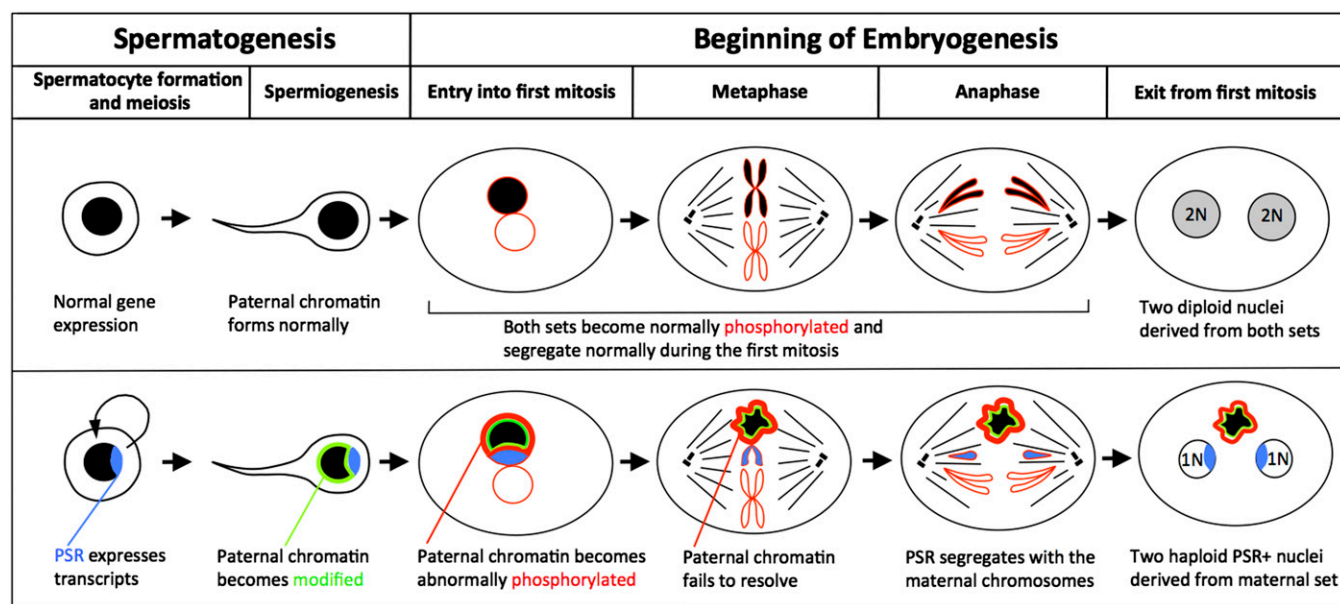 Spermatogenesis
Beginning of Embryogenesis
Spermatocyte formation
and meiosis
Spermiogenesis
Entry into first mitosis
Metaphase
Anaphase
Exit from first mitosis
2N
2N
Normal gene
expression
Paternal chromatin
forms normally
Both sets become normally phosphorylated and
segregate normally during the first mitosis
Two diploid nuclei
derived from both sets
1N
1N
PSR expresses
transcripts
Paternal chromatin
becomes modified
Paternal chromatin becomes
abnormally phosphorylated
Paternal chromatin
fails to resolve
PSR segregates with the
maternal chromosomes
Two haploid PSR+ nuclei
derived from maternal set